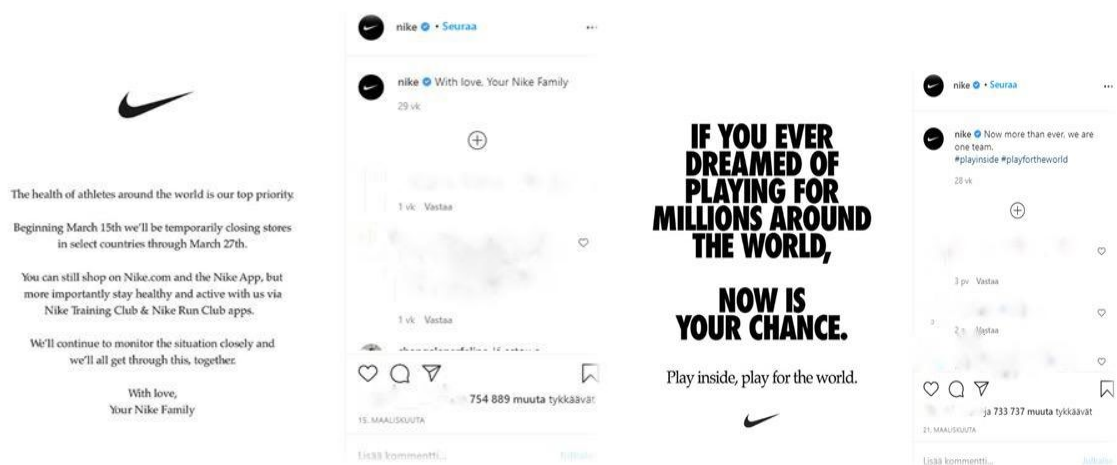 The health of athletes around the world is our top priority.
Beginning March 15th we'll be temporarily closing stores
in select countries through March 27th.
You can still shop on Nike.com and the Nike App, but
more importantly stay healthy and active with us via
Nike Training Club & Nike Run Club apps.
We'll continue to monitor the situation closely and
we'll all get through this, together.
With love,
Your Nike Family
nike • Seuraa
nike With love, Your Nike Family
29 vk
1 vk Vastaa
1 vk Vastaa
754 889 muuta tykkäävät
15. MAALISKUUTA
Lisää kommentti...
IF YOU EVER
DREAMED OF
PLAYING FOR
MILLIONS AROUND
THE WORLD,
NOW IS
YOUR CHANCE.
Play inside, play for the world.
nike • Seuraa
nike Now more than ever, we are
one team.
#playinside #playfortheworld
28 vk
3 pv Vastaa
Vastaa
ja 733 737 muuta tykkäävät
21. MAALISKUUTA
Lisää kommentti...